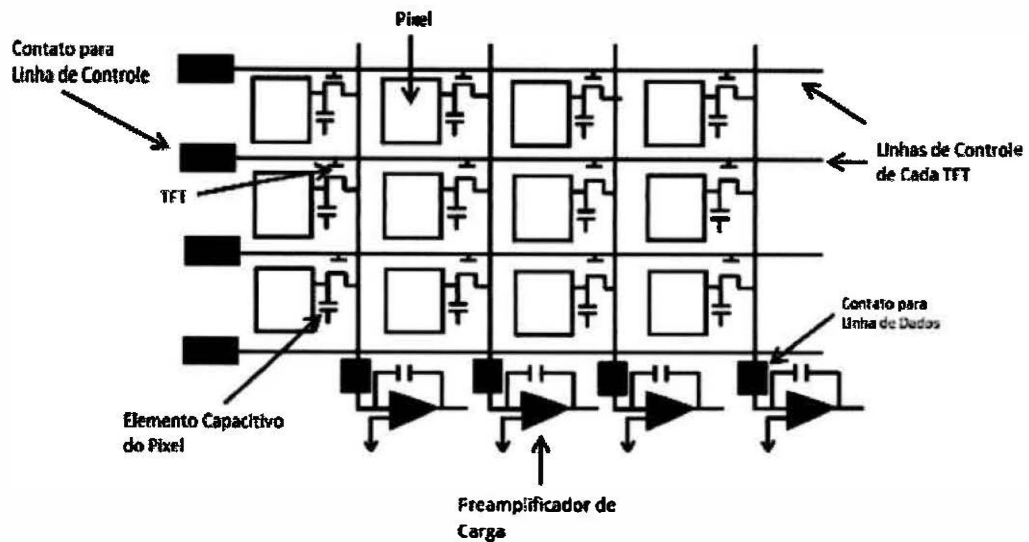 Pixel
Contato para
Linha de Controle
Linhas de Controle
de Cada TFT
TFT
Contato para
Linha de Dados
Elemento Capacitivo
do Pixel
Preamplificador de
Carga